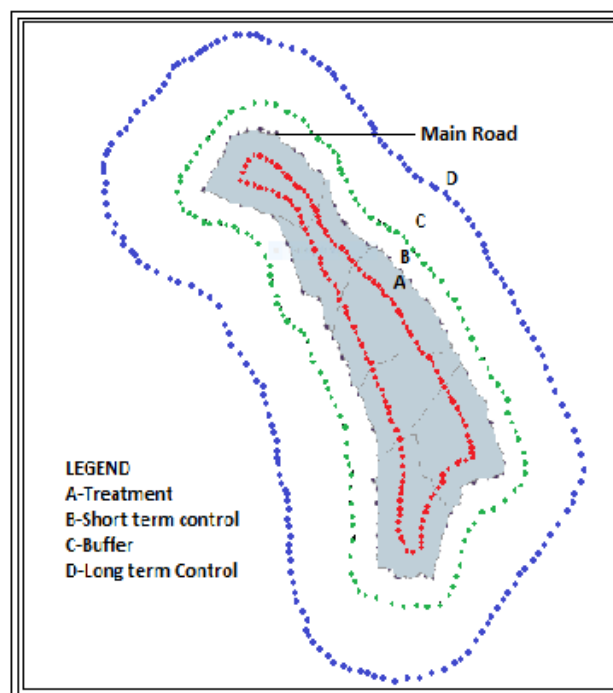 Main Road
D
C
B
A
LEGEND
A-Treatment
B-Short term control
C-Buffer
D-Long term Control